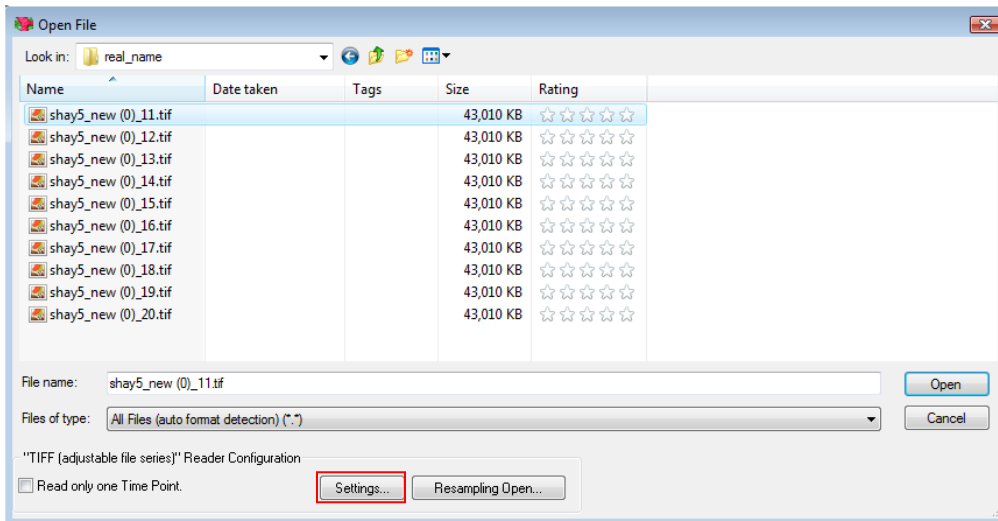 Open File
Look in: real_name
Name Date taken Tags Size Rating
shay5_new (0)_11.tif 43,010 KB
shay5_new (0)_12.tif 43,010 KB
shay5_new (0)_13.tif 43,010 KB
shay5_new (0)_14.tif 43,010 KB
shay5_new (0)_15.tif 43,010 KB
shay5_new (0)_16.tif 43,010 KB
shay5_new (0)_17.tif 43,010 KB
shay5_new (0)_18.tif 43,010 KB
shay5_new (0)_19.tif 43,010 KB
shay5_new (0)_20.tif 43,010 KB
File name: shay5_new (0)_11.tif Open
Files of type: All Files (auto format detection) (*.*) Cancel
"TIFF (adjustable file series)" Reader Configuration
Read only one Time Point. Settings... Resampling Open...